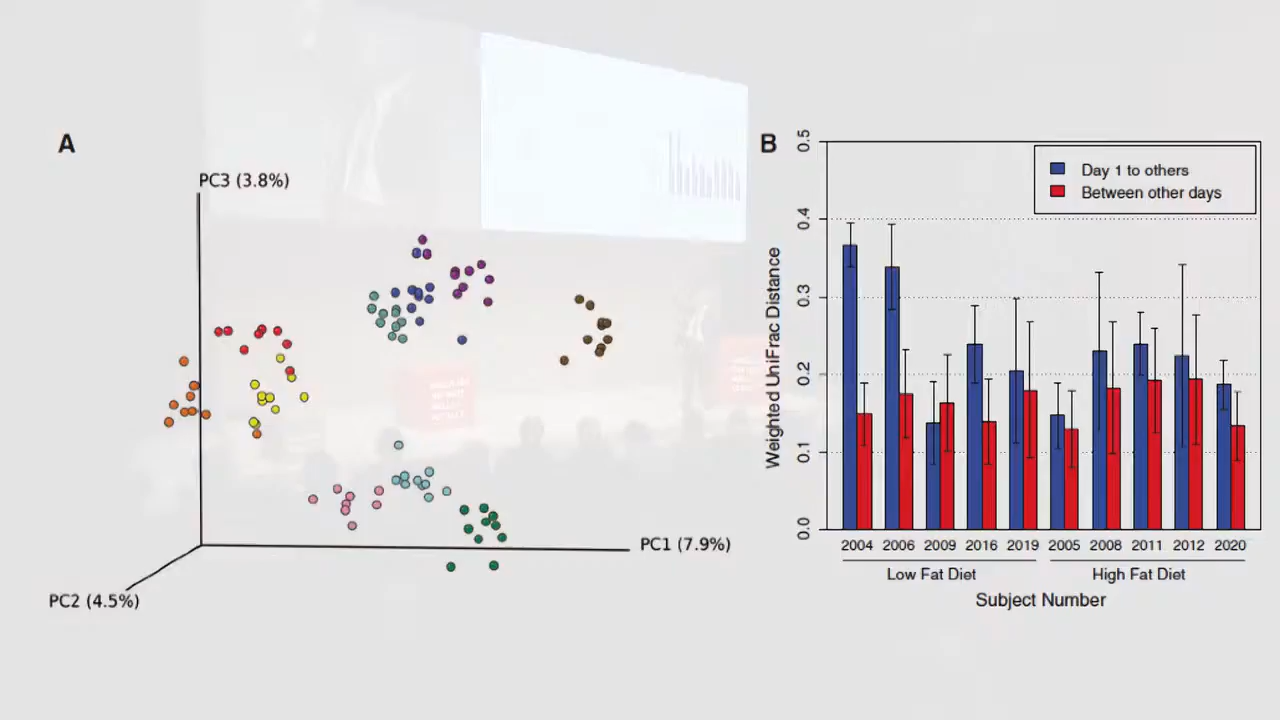 A
PC3 (3.8%)
PC1 (7.9%)
PC2 (4.5%)
B
Day 1 to others
Between other days
Weighted UniFrac Distance
0.5
0.4
0.3
0.2
0.1
0.0
2004 2006 2009 2016 2019 2005 2008 2011 2012 2020
Low Fat Diet High Fat Diet
Subject Number